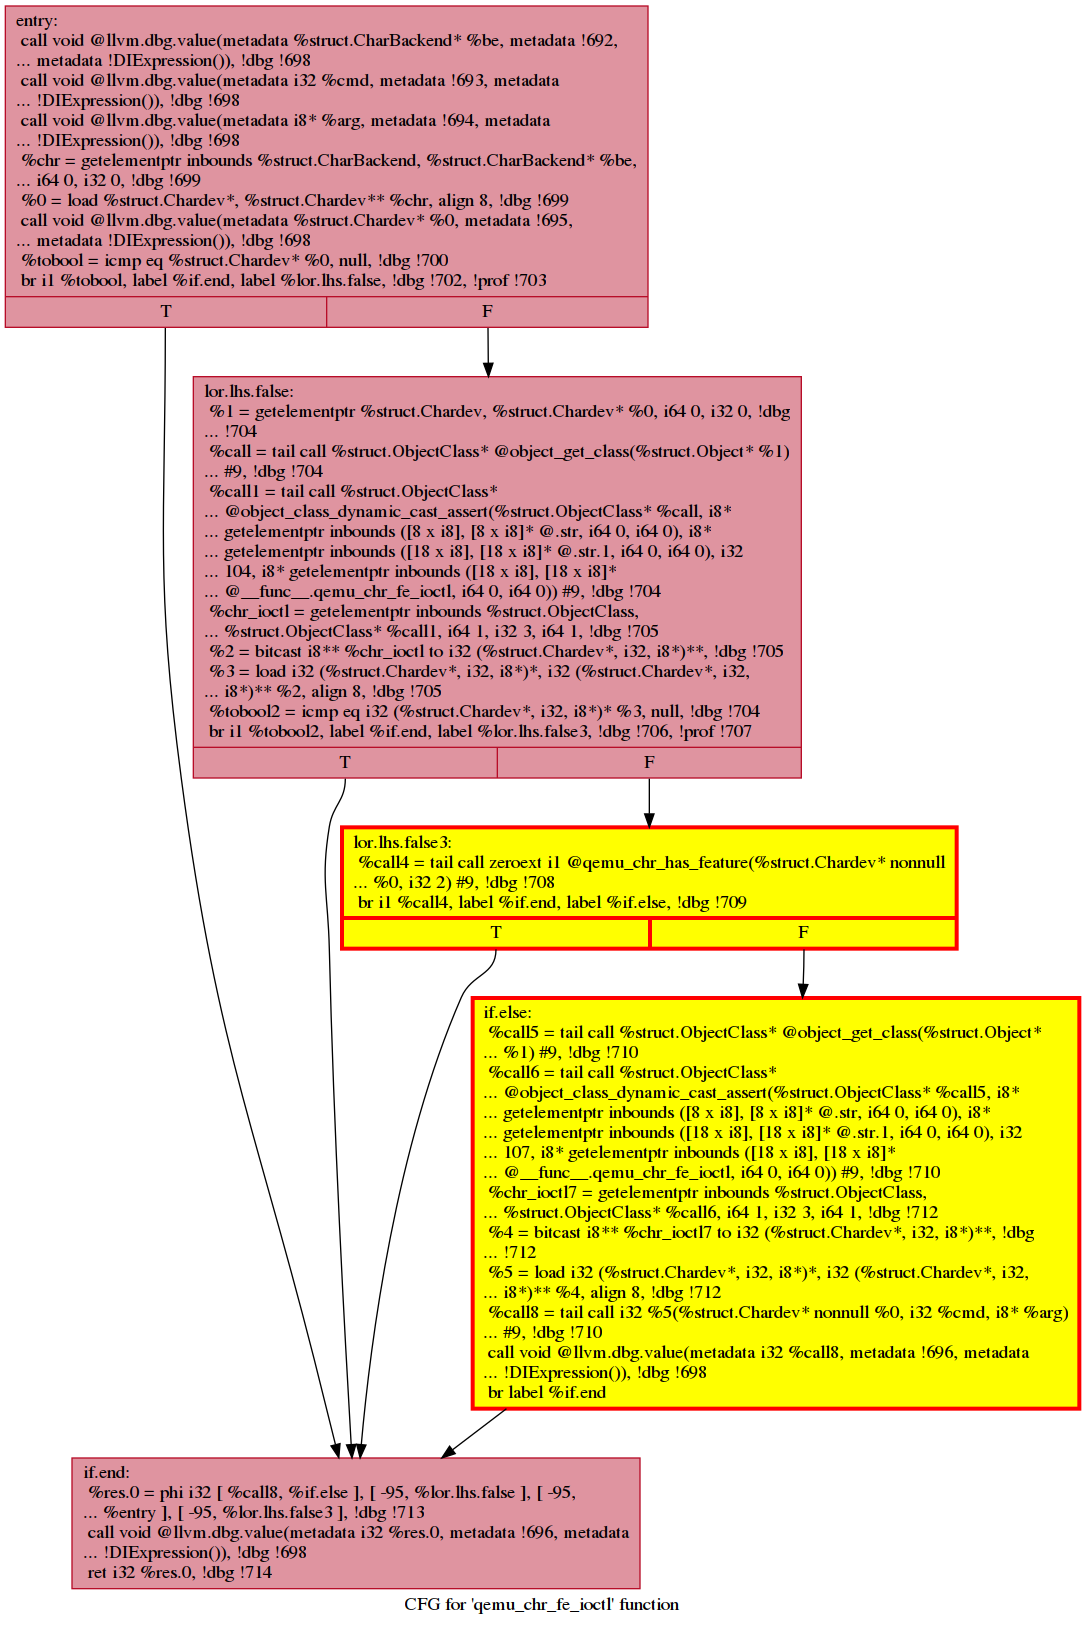 entry:
call void @llvm.dbg.value(metadata %struct.CharBackend* %be, metadata !692,
... metadata !DIExpression()), !dbg !698
call void @llvm.dbg.value(metadata i32 %cmd, metadata !693, metadata
... !DIExpression()), !dbg !698
call void @llvm.dbg.value(metadata i8* %arg, metadata !694, metadata
... !DIExpression()), !dbg !698
%chr = getelementptr inbounds %struct.CharBackend, %struct.CharBackend* %be,
... i64 0, i32 0, !dbg !699
%0 = load %struct.Chardev*, %struct.Chardev** %chr, align 8, !dbg !699
call void @llvm.dbg.value(metadata %struct.Chardev* %0, metadata !695,
... metadata !DIExpression()), !dbg !698
%tobool = icmp eq %struct.Chardev* %0, null, !dbg !700
br i1 %tobool, label %if.end, label %lor.lhs.false, !dbg !702, !prof !703
T F
lor.lhs.false:
%1 = getelementptr %struct.Chardev, %struct.Chardev* %0, i64 0, i32 0, !dbg
... !704
%call = tail call %struct.ObjectClass* @object_get_class(%struct.Object* %1)
... #9, !dbg !704
%call1 = tail call %struct.ObjectClass*
... @object_class_dynamic_cast_assert(%struct.ObjectClass* %call, i8*
... getelementptr inbounds ([8 x i8], [8 x i8]* @.str, i64 0, i64 0), i8*
... getelementptr inbounds ([18 x i8], [18 x i8]* @.str.1, i64 0, i64 0), i32
... 104, i8* getelementptr inbounds ([18 x i8], [18 x i8]*
... @__func__.qemu_chr_fe_ioctl, i64 0, i64 0)) #9, !dbg !704
%chr_ioctl = getelementptr inbounds %struct.ObjectClass,
... %struct.ObjectClass* %call1, i64 1, i32 3, i64 1, !dbg !705
%2 = bitcast i8** %chr_ioctl to i32 (%struct.Chardev*, i32, i8*)**, !dbg !705
%3 = load i32 (%struct.Chardev*, i32, i8*)*, i32 (%struct.Chardev*, i32,
... i8*)** %2, align 8, !dbg !705
%tobool2 = icmp eq i32 (%struct.Chardev*, i32, i8*)* %3, null, !dbg !704
br i1 %tobool2, label %if.end, label %lor.lhs.false3, !dbg !706, !prof !707
T F
lor.lhs.false3:
%call4 = tail call zeroext i1 @qemu_chr_has_feature(%struct.Chardev* nonnull
... %0, i32 2) #9, !dbg !708
br i1 %call4, label %if.end, label %if.else, !dbg !709
T F
if.else:
%call5 = tail call %struct.ObjectClass* @object_get_class(%struct.Object*
... %1) #9, !dbg !710
%call6 = tail call %struct.ObjectClass*
... @object_class_dynamic_cast_assert(%struct.ObjectClass* %call5, i8*
... getelementptr inbounds ([8 x i8], [8 x i8]* @.str, i64 0, i64 0), i8*
... getelementptr inbounds ([18 x i8], [18 x i8]* @.str.1, i64 0, i64 0), i32
... 107, i8* getelementptr inbounds ([18 x i8], [18 x i8]*
... @__func__.qemu_chr_fe_ioctl, i64 0, i64 0)) #9, !dbg !710
%chr_ioctl7 = getelementptr inbounds %struct.ObjectClass,
... %struct.ObjectClass* %call6, i64 1, i32 3, i64 1, !dbg !712
%4 = bitcast i8** %chr_ioctl7 to i32 (%struct.Chardev*, i32, i8*)**, !dbg
... !712
%5 = load i32 (%struct.Chardev*, i32, i8*)*, i32 (%struct.Chardev*, i32,
... i8*)** %4, align 8, !dbg !712
%call8 = tail call i32 %5(%struct.Chardev* nonnull %0, i32 %cmd, i8* %arg)
... #9, !dbg !710
call void @llvm.dbg.value(metadata i32 %call8, metadata !696, metadata
... !DIExpression()), !dbg !698
br label %if.end
if.end:
%res.0 = phi i32 [ %call8, %if.else ], [ -95, %lor.lhs.false ], [ -95,
... %entry ], [ -95, %lor.lhs.false3 ], !dbg !713
call void @llvm.dbg.value(metadata i32 %res.0, metadata !696, metadata
... !DIExpression()), !dbg !698
ret i32 %res.0, !dbg !714
CFG for 'qemu_chr_fe_ioctl' function